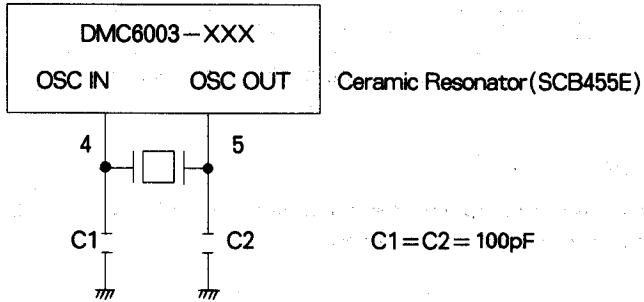 DMC6003-XXX
OSC IN OSC OUT Ceramic Resonator(SCB455E)
4 5
C1 C2 C1=C2=100pF